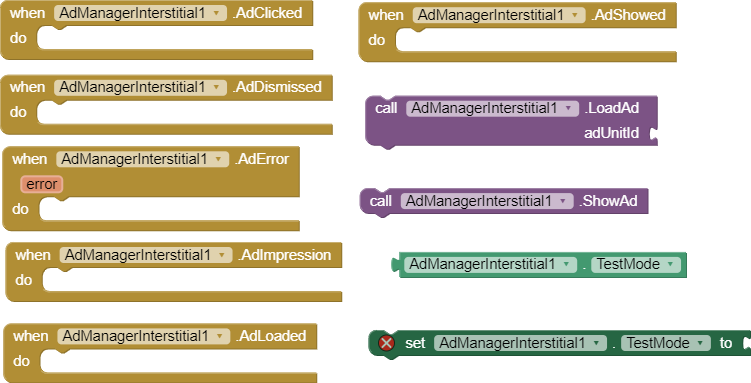 when AdManagerInterstitial1 .AdClicked
do
when AdManagerInterstitial1 .AdDismissed
do
when AdManagerInterstitial1 .AdError
error
do
when AdManagerInterstitial1 .AdImpression
do
when AdManagerInterstitial1 .AdLoaded
do
when AdManagerInterstitial1 .AdShowed
do
call AdManagerInterstitial1 .LoadAd
adUnitId
call AdManagerInterstitial1 .ShowAd
AdManagerInterstitial1 . TestMode
set AdManagerInterstitial1 . TestMode to